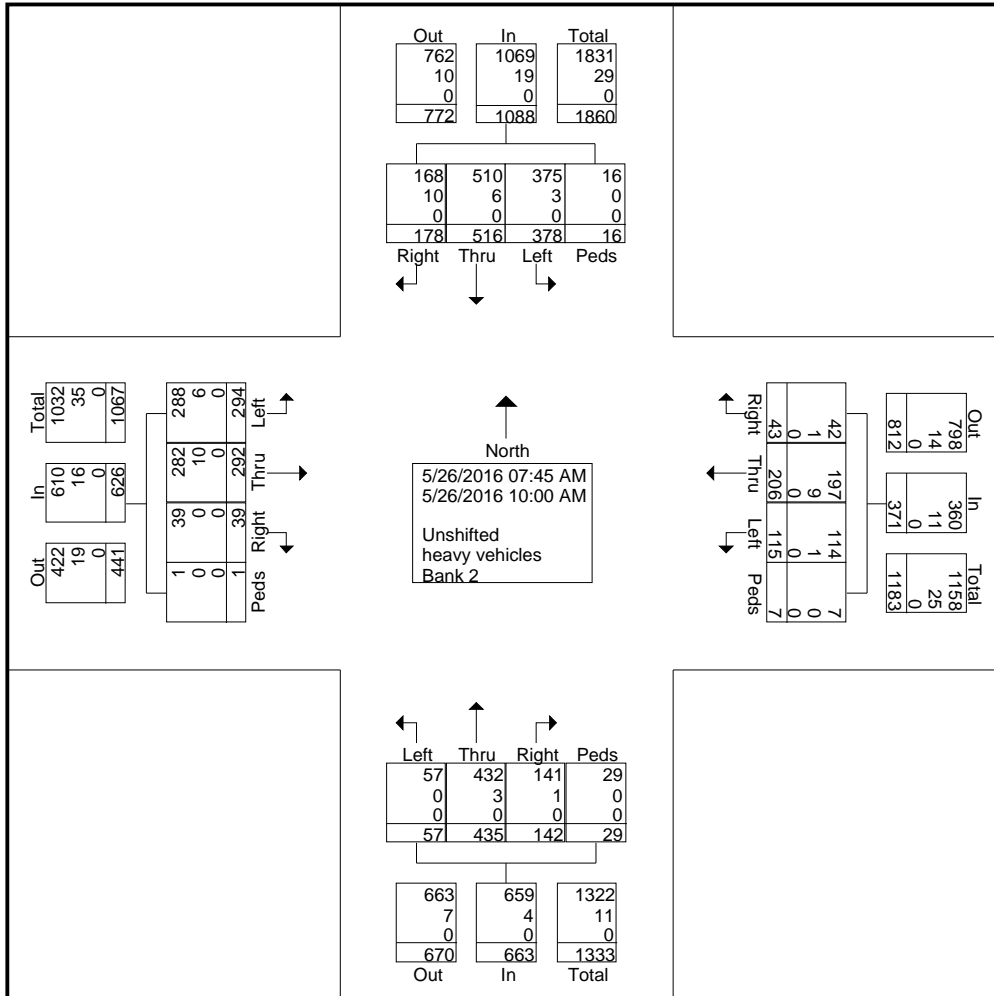 Out In Total
762 1069 1831
10 19 29
0 0 0
772 1088 1860
168 510 375 16
10 6 3 0
0 0 0 0
178 516 378 16
Right Thru Left Peds
Total
1032
35
0
1067
In
610
16
0
626
Out
422
19
0
441
288
6
0
294
Left
282
10
0
292
Thru
39
0
0
39
Right
1
0
0
1
Peds
North
5/26/2016 07:45 AM
5/26/2016 10:00 AM
Unshifted
heavy vehicles
Bank 2
Right
42
1
0
43
Thru
197
9
0
206
Left
114
1
0
115
Peds
7
0
0
7
Out
798
14
0
812
In
360
11
0
371
Total
1158
25
0
1183
Left Thru Right Peds
57 432 141 29
0 3 1 0
0 0 0 0
57 435 142 29
663 659 1322
7 4 11
0 0 0
670 663 1333
Out In Total